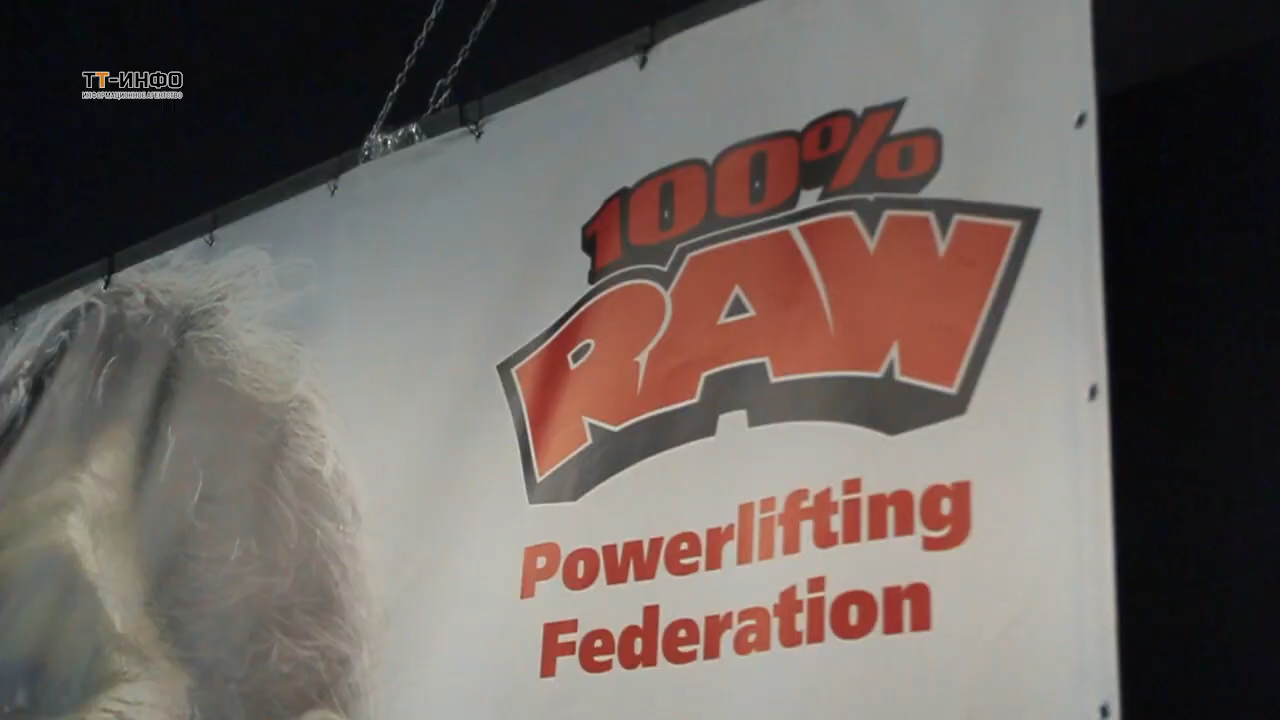 ТТ-ИНФО
ИНФОРМАЦИОННОЕ АГЕНТСТВО
100%
RAW
Powerlifting
Federation